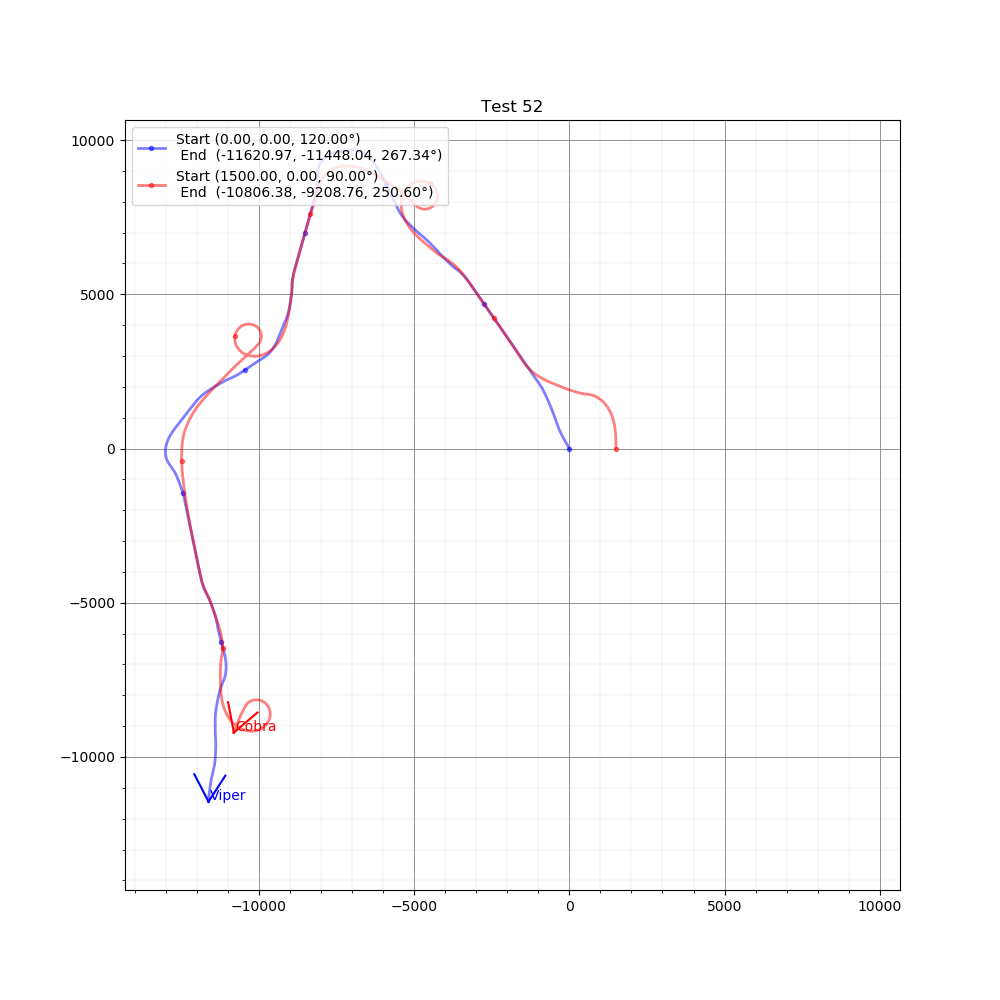 Test 52
10000
Start (0.00, 0.00, 120.00°)
End (-11620.97, -11448.04, 267.34°)
Start (1500.00, 0.00, 90.00°)
End (-10806.38, -9208.76, 250.60°)
5000
0
−5000
Cobra
−10000
Viper
−10000 −5000 0 5000 10000